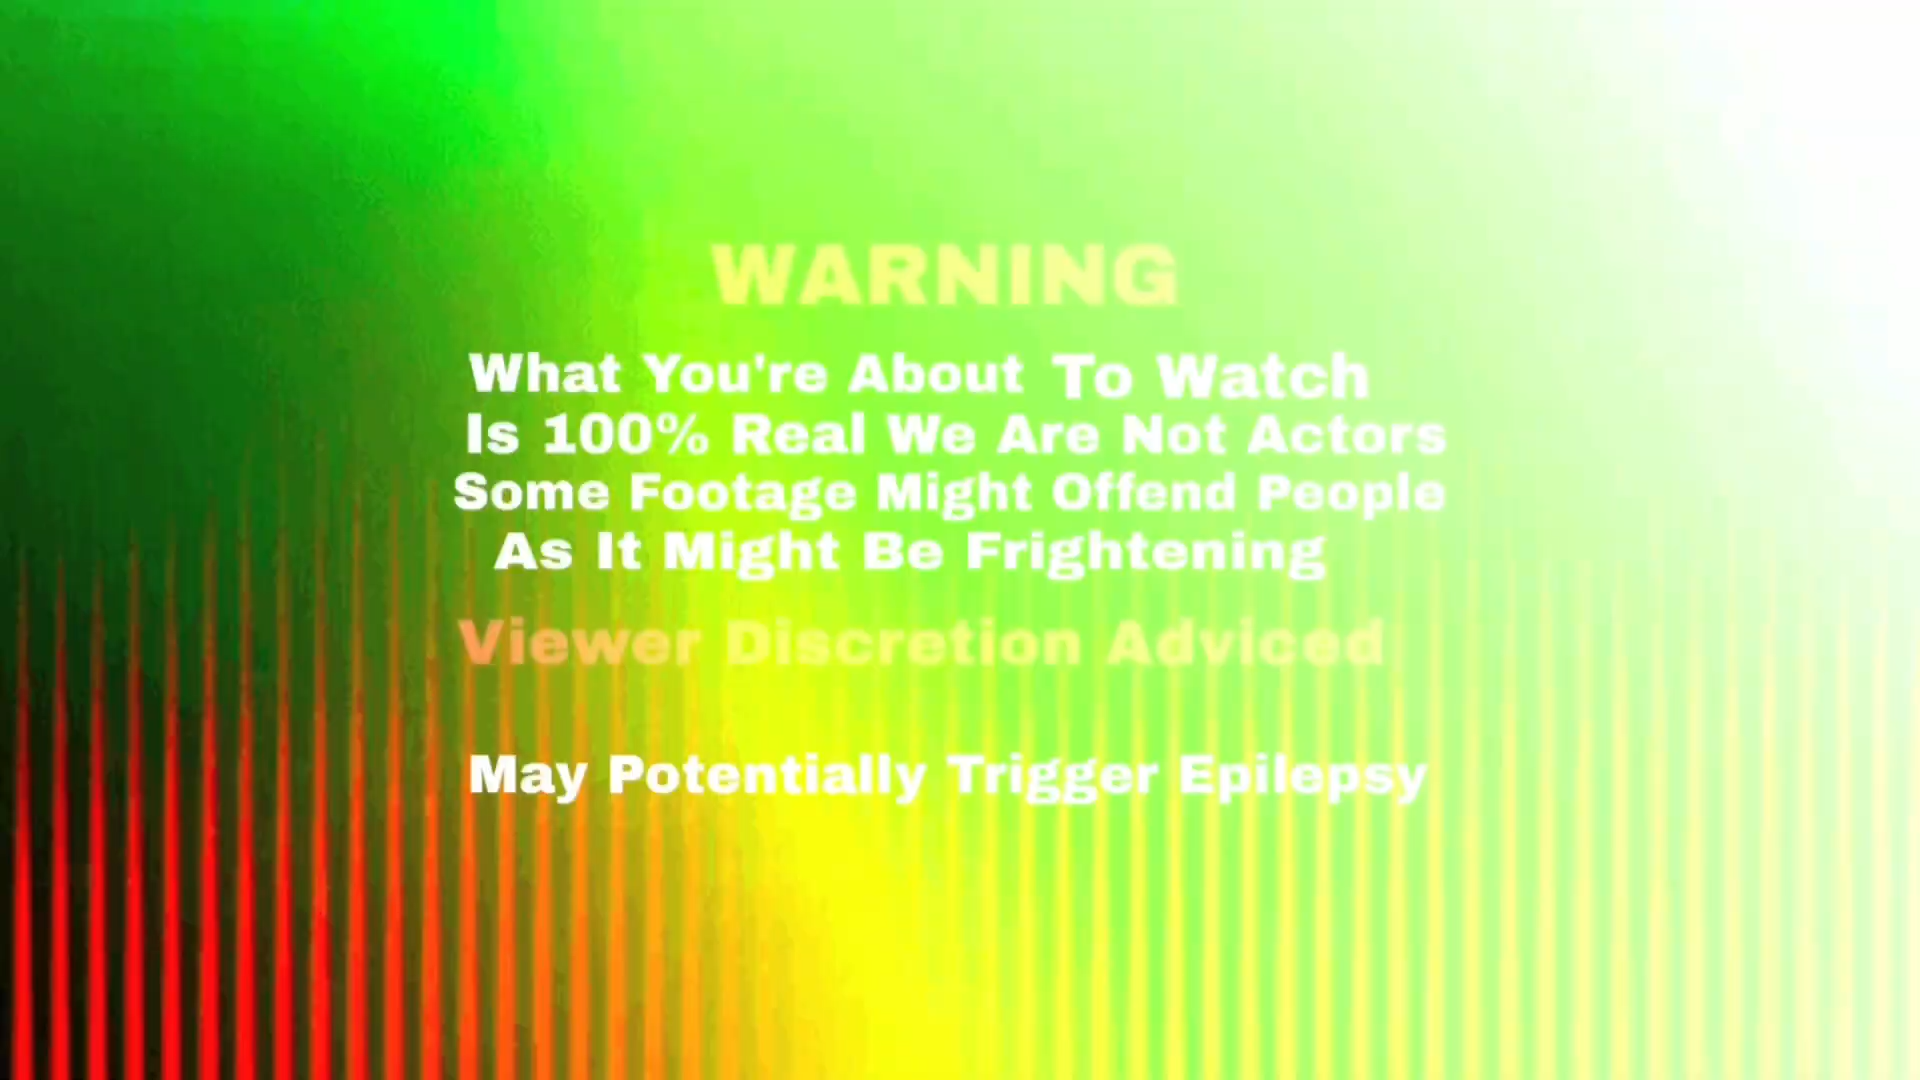 WARNING
What You're About To Watch
Is 100% Real We Are Not Actors
Some Footage Might Offend People
As It Might Be Frightening
Viewer Discretion Adviced
May Potentially Trigger Epilepsy